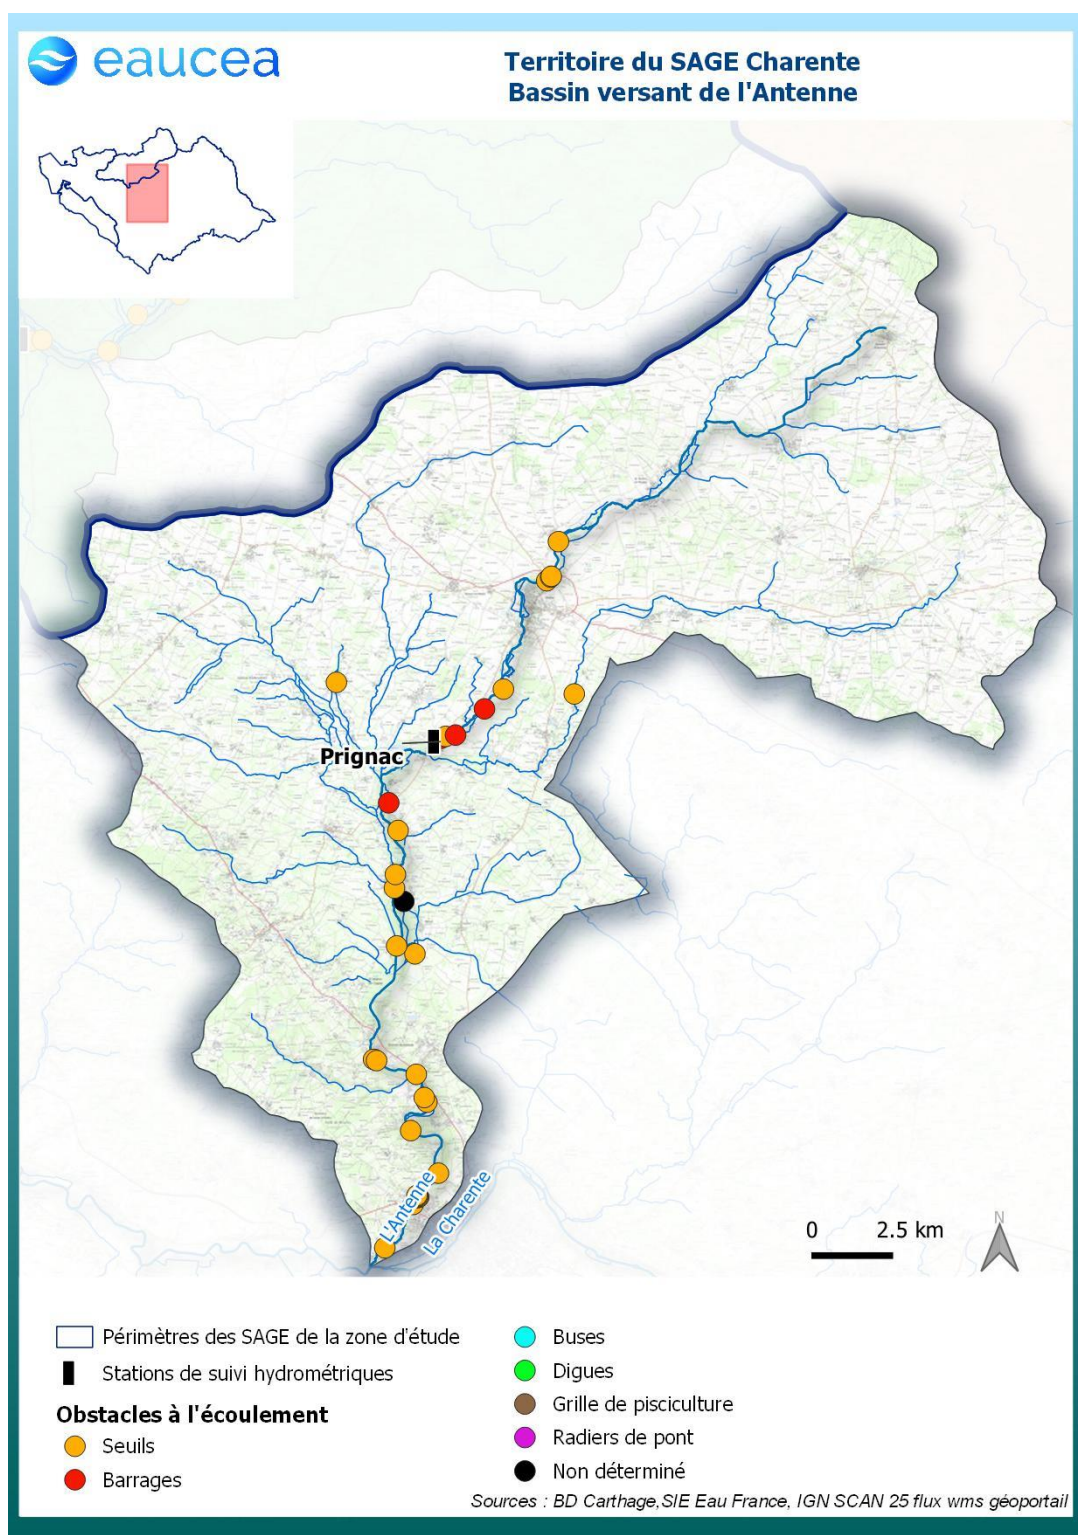 eaucea
Territoire du SAGE Charente
Bassin versant de l'Antenne
Prignac
L'Antenne
La Charente
0 2.5 km
N
Périmètres des SAGE de la zone d'étude
Stations de suivi hydrométriques
Obstacles à l'écoulement
Seuils
Barrages
Buses
Digues
Grille de pisciculture
Radiers de pont
Non déterminé
Sources : BD Carthage,SIE Eau France, IGN SCAN 25 flux wms géoportail